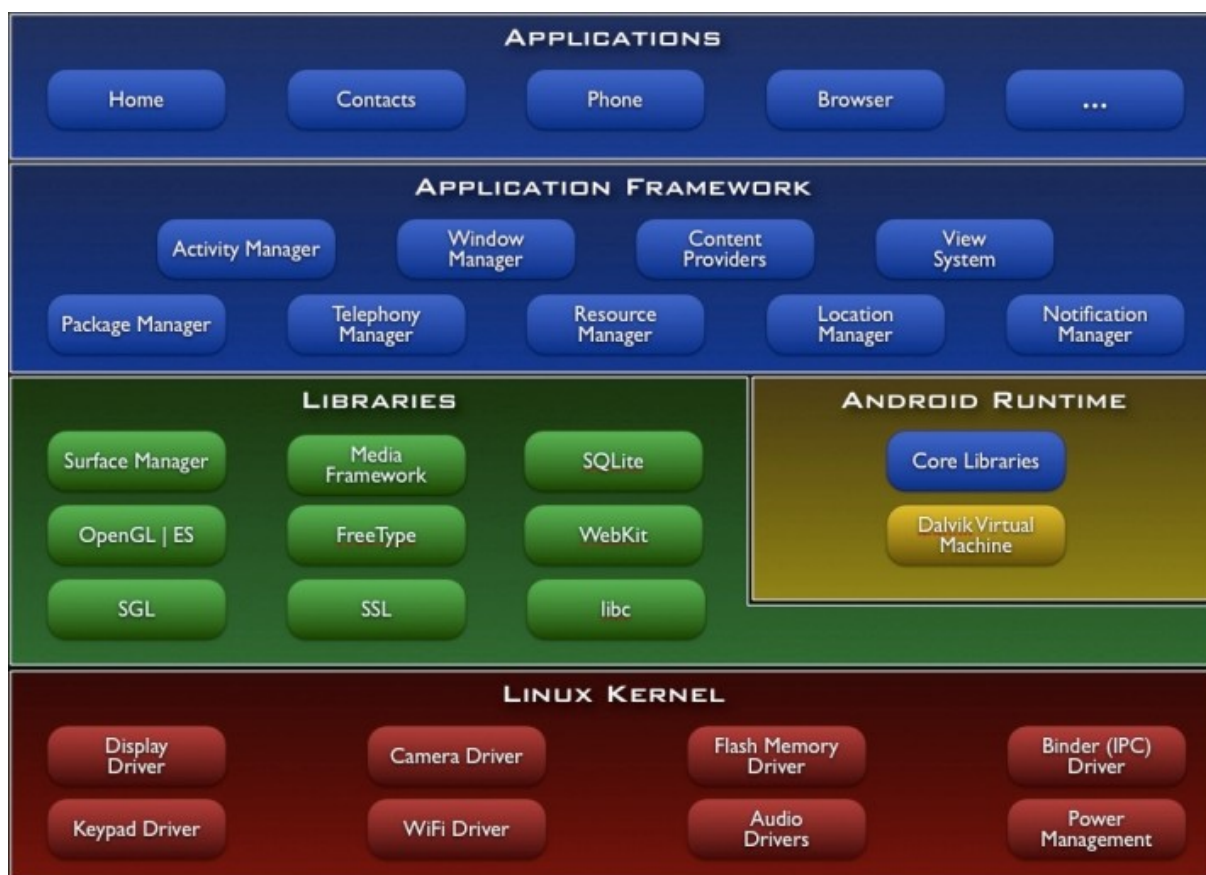 APPLICATIONS
Home
Contacts
Phone
Browser
...
APPLICATION FRAMEWORK
Activity Manager
Window
Manager
Content
Providers
View
System
Package Manager
Telephony
Manager
Resource
Manager
Location
Manager
Notification
Manager
LIBRARIES
Surface Manager
Media
Framework
SQLite
OpenGL | ES
FreeType
WebKit
SGL
SSL
libc
ANDROID RUNTIME
Core Libraries
Dalvik Virtual
Machine
LINUX KERNEL
Display
Driver
Camera Driver
Flash Memory
Driver
Binder (IPC)
Driver
Keypad Driver
WiFi Driver
Audio
Drivers
Power
Management